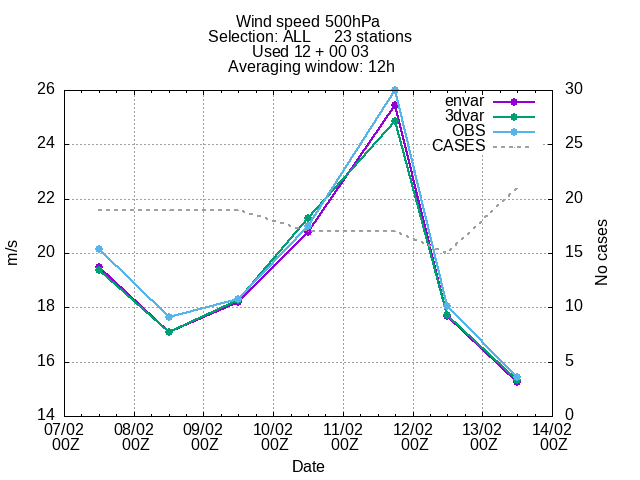 Wind speed 500hPa
Selection: ALL 23 stations
Used 12 + 00 03
Averaging window: 12h
envar
3dvar
OBS
CASES
26
24
22
20
18
16
14
30
25
20
15
10
5
0
m/s
No cases
07/02 08/02 09/02 10/02 11/02 12/02 13/02 14/02
00Z 00Z 00Z 00Z 00Z 00Z 00Z 00Z
Date